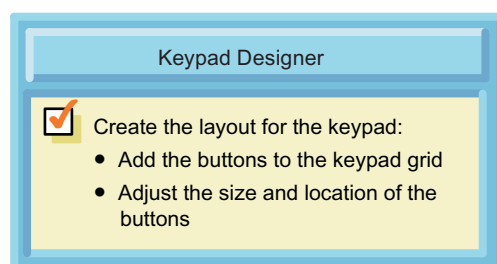 Keypad Designer
Create the layout for the keypad:
• Add the buttons to the keypad grid
• Adjust the size and location of the
buttons